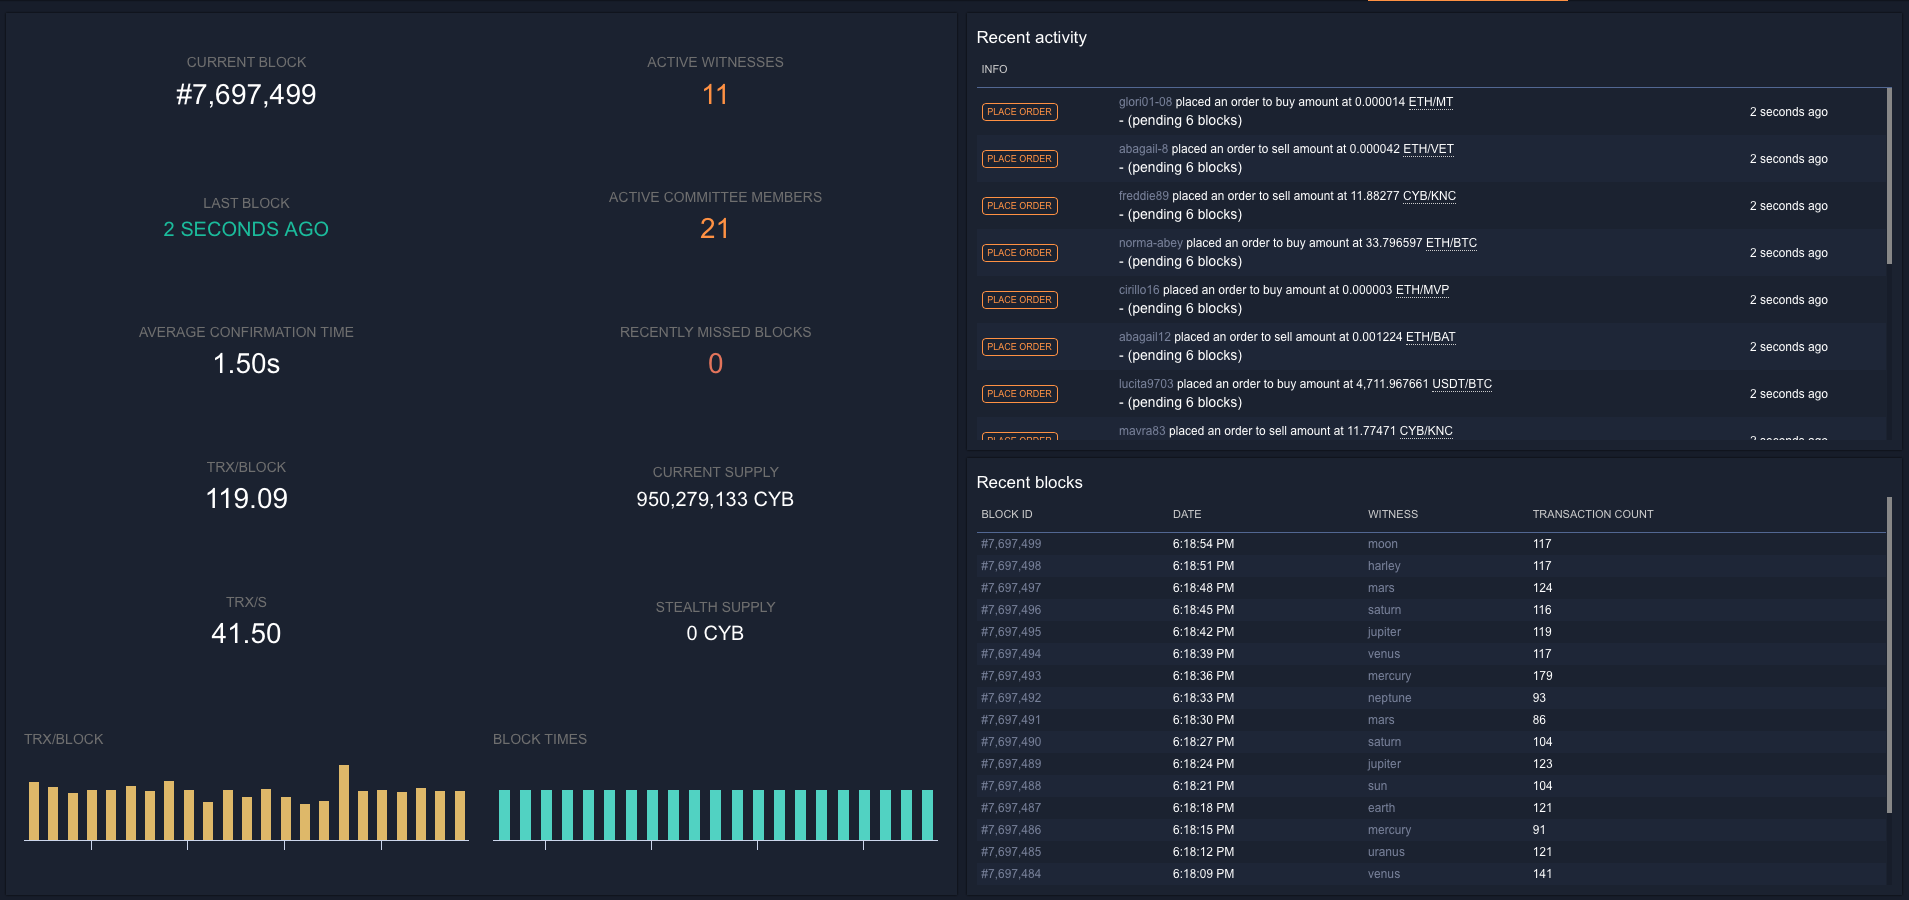 CURRENT BLOCK
#7,697,499
ACTIVE WITNESSES
11
LAST BLOCK
2 SECONDS AGO
ACTIVE COMMITTEE MEMBERS
21
AVERAGE CONFIRMATION TIME
1.50s
RECENTLY MISSED BLOCKS
0
TRX/BLOCK
119.09
CURRENT SUPPLY
950,279,133 CYB
TRX/S
41.50
STEALTH SUPPLY
0 CYB
TRX/BLOCK
BLOCK TIMES
Recent activity
INFO
PLACE ORDER glori01-08 placed an order to buy amount at 0.000014 ETH/MT 2 seconds ago
- (pending 6 blocks)
PLACE ORDER abagail-8 placed an order to sell amount at 0.000042 ETH/VET 2 seconds ago
- (pending 6 blocks)
PLACE ORDER freddie89 placed an order to sell amount at 11.88277 CYB/KNC 2 seconds ago
- (pending 6 blocks)
PLACE ORDER norma-abey placed an order to buy amount at 33.796597 ETH/BTC 2 seconds ago
- (pending 6 blocks)
PLACE ORDER cirillo16 placed an order to buy amount at 0.000003 ETH/MVP 2 seconds ago
- (pending 6 blocks)
PLACE ORDER abagail12 placed an order to sell amount at 0.001224 ETH/BAT 2 seconds ago
- (pending 6 blocks)
PLACE ORDER lucita9703 placed an order to buy amount at 4,711.967661 USDT/BTC 2 seconds ago
- (pending 6 blocks)
PLACE ORDER mavra83 placed an order to sell amount at 11.77471 CYB/KNC 2 seconds ago
Recent blocks
BLOCK ID DATE WITNESS TRANSACTION COUNT
#7,697,499 6:18:54 PM moon 117
#7,697,498 6:18:51 PM harley 117
#7,697,497 6:18:48 PM mars 124
#7,697,496 6:18:45 PM saturn 116
#7,697,495 6:18:42 PM jupiter 119
#7,697,494 6:18:39 PM venus 117
#7,697,493 6:18:36 PM mercury 179
#7,697,492 6:18:33 PM neptune 93
#7,697,491 6:18:30 PM mars 86
#7,697,490 6:18:27 PM saturn 104
#7,697,489 6:18:24 PM jupiter 123
#7,697,488 6:18:21 PM sun 104
#7,697,487 6:18:18 PM earth 121
#7,697,486 6:18:15 PM mercury 91
#7,697,485 6:18:12 PM uranus 121
#7,697,484 6:18:09 PM venus 141